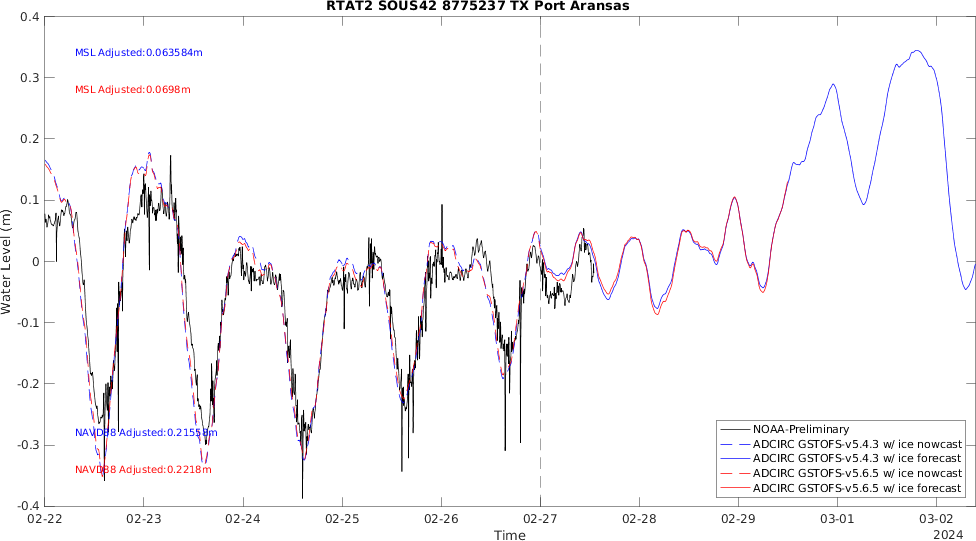 RTAT2 SOUS42 8775237 TX Port Aransas
0.4
MSL Adjusted:0.063584m
0.3
MSL Adjusted:0.0698m
0.2
0.1
0
-0.1
-0.2
-0.3
-0.4
Water Level (m)
NAVD88 Adjusted:0.21558m
NAVD88 Adjusted:0.2218m
NOAA-Preliminary
ADCIRC GSTOFS-v5.4.3 w/ ice nowcast
ADCIRC GSTOFS-v5.4.3 w/ ice forecast
ADCIRC GSTOFS-v5.6.5 w/ ice nowcast
ADCIRC GSTOFS-v5.6.5 w/ ice forecast
02-22 02-23 02-24 02-25 02-26 02-27 02-28 02-29 03-01 03-02
Time
2024